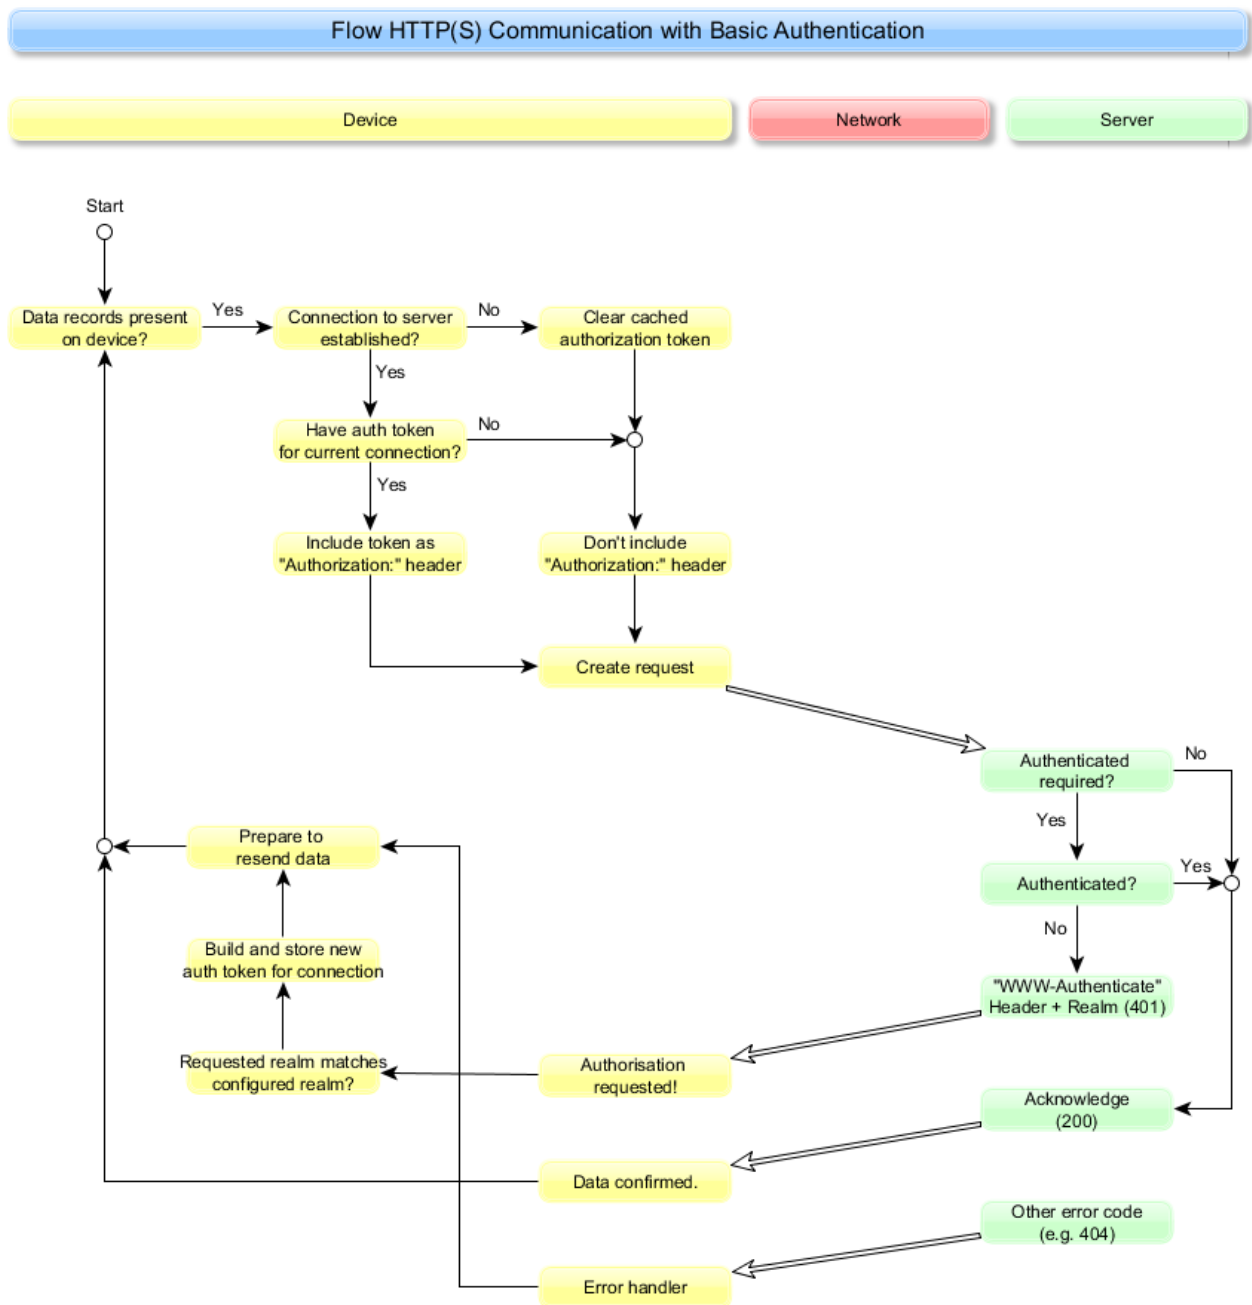 Flow HTTP(S) Communication with Basic Authentication
Device
Network
Server
Start
Data records present
on device?
Yes
Connection to server
established?
No
Clear cached
authorization token
Yes
Have auth token
for current connection?
No
Yes
Include token as
"Authorization:" header
Don't include
"Authorization:" header
Create request
Authenticated
required?
No
Yes
Prepare to
resend data
Authenticated?
Yes
No
Build and store new
auth token for connection
"WWW-Authenticate"
Header + Realm (401)
Requested realm matches
configured realm?
Authorisation
requested!
Acknowledge
(200)
Data confirmed.
Other error code
(e.g. 404)
Error handler